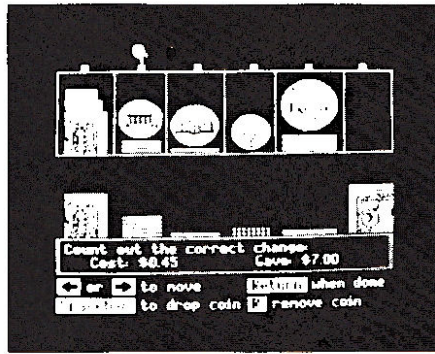 Count out the correct change:
Cost: $0.45 Gave: $7.00
← or → to move Return when done
to drop coin R remove coin